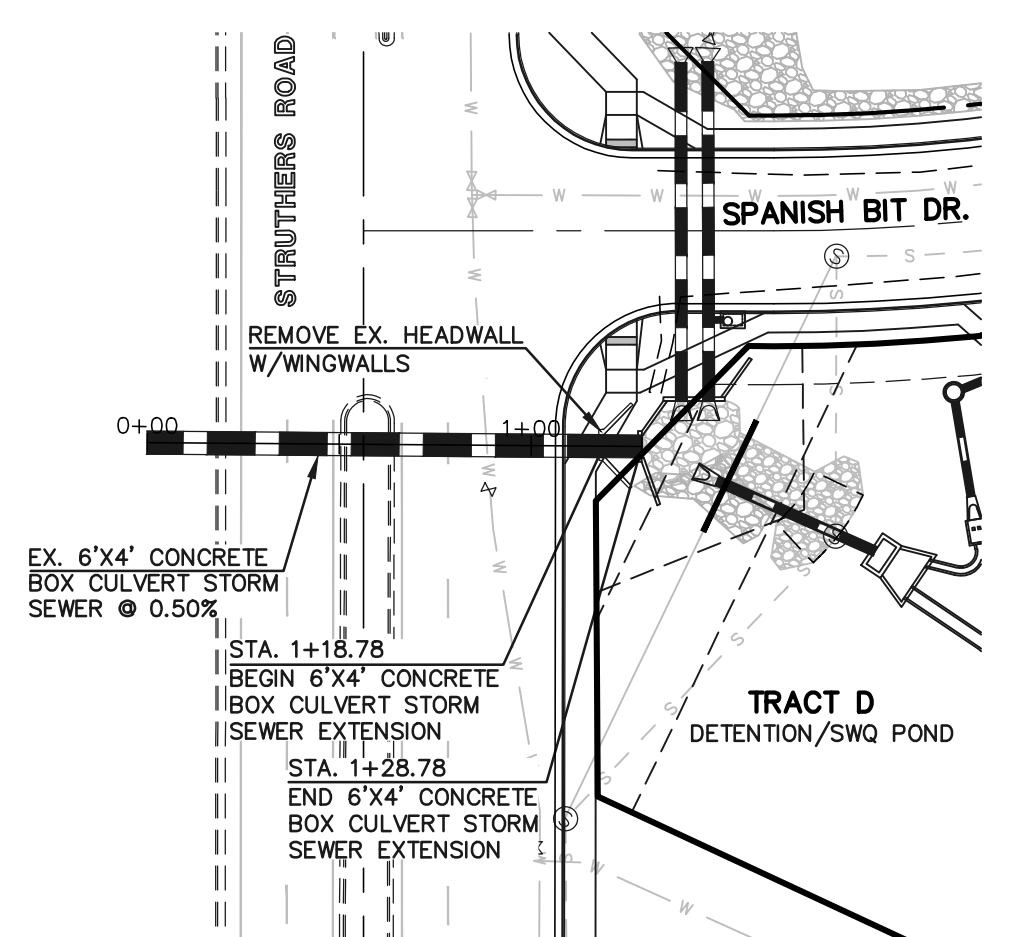 STRUTHERS ROAD
W
W
W
W
W
W
SPANISH BIT DR.
S
S
S
W
REMOVE EX. HEADWALL
W/WINGWALLS
0+00
1+00
W
S
EX. 6'X4' CONCRETE
BOX CULVERT STORM
SEWER @ 0.50%
W
S
S
STA. 1+18.78
BEGIN 6'X4' CONCRETE
BOX CULVERT STORM
SEWER EXTENSION
W
S
TRACT D
DETENTION/SWQ POND
STA. 1+28.78
END 6'X4' CONCRETE
BOX CULVERT STORM
SEWER EXTENSION
S
S
W
S
W
W